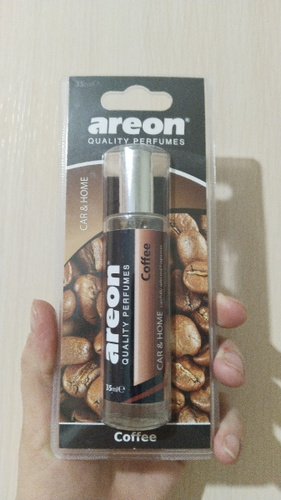 35ml℮
areon®
QUALITY PERFUMES
CAR & HOME
areon®
QUALITY PERFUMES
35ml℮
Coffee
CAR & HOME
Coffee